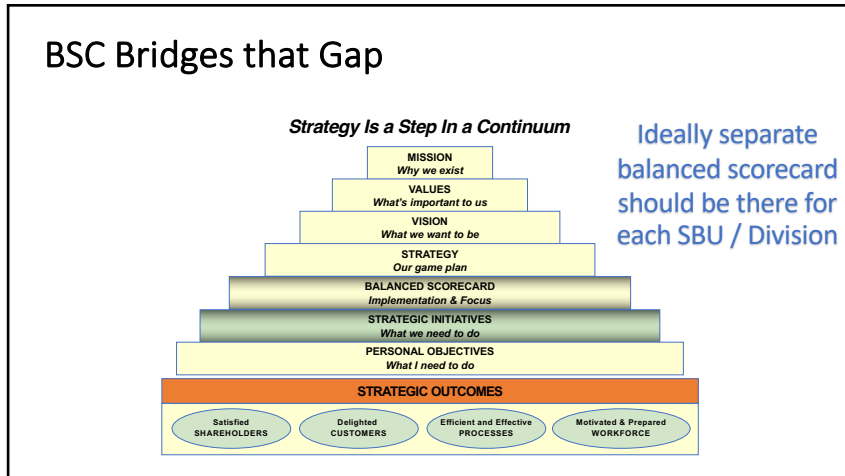 BSC Bridges that Gap
Strategy Is a Step In a Continuum
Ideally separate
balanced scorecard
should be there for
each SBU / Division
MISSION
Why we exist
VALUES
What's important to us
VISION
What we want to be
STRATEGY
Our game plan
BALANCED SCORECARD
Implementation & Focus
STRATEGIC INITIATIVES
What we need to do
PERSONAL OBJECTIVES
What I need to do
STRATEGIC OUTCOMES
Satisfied
SHAREHOLDERS
Delighted
CUSTOMERS
Efficient and Effective
PROCESSES
Motivated & Prepared
WORKFORCE